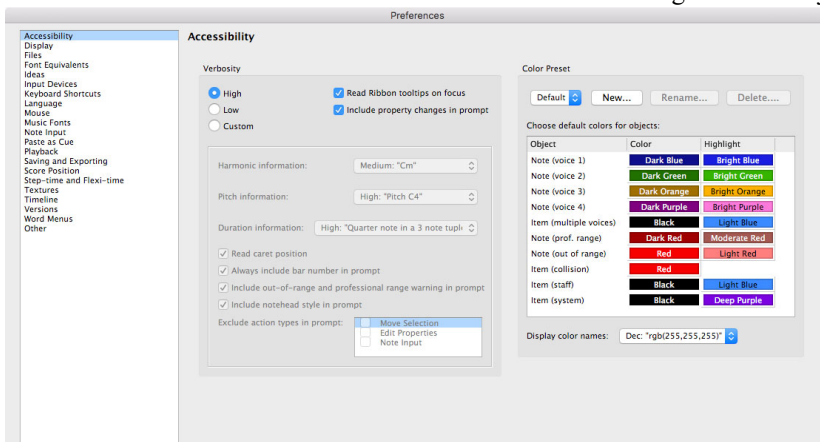 Preferences
Accessibility
Display
Files
Font Equivalents
Ideas
Input Devices
Keyboard Shortcuts
Language
Mouse
Music Fonts
Note Input
Paste as Cue
Playback
Saving and Exporting
Score Position
Step-time and Flexi-time
Textures
Timeline
Versions
Word Menus
Other
Accessibility
Verbosity
High
Low
Custom
Read Ribbon tooltips on focus
Include property changes in prompt
Harmonic information: Medium: "Cm"
Pitch information: High: "Pitch C4"
Duration information: High: "Quarter note in a 3 note tuple
Read caret position
Always include bar number in prompt
Include out-of-range and professional range warning in prompt
Include notehead style in prompt
Exclude action types in prompt: Move Selection
Edit Properties
Note Input
Color Preset
Default New... Rename... Delete....
Choose default colors for objects:
Object Color Highlight
Note (voice 1) Dark Blue Bright Blue
Note (voice 2) Dark Green Bright Green
Note (voice 3) Dark Orange Bright Orange
Note (voice 4) Dark Purple Bright Purple
Item (multiple voices) Black Light Blue
Note (prof. range) Dark Red Moderate Red
Note (out of range) Red Light Red
Item (collision) Red
Item (staff) Black Light Blue
Item (system) Black Deep Purple
Display color names: Dec: "rgb(255,255,255)"